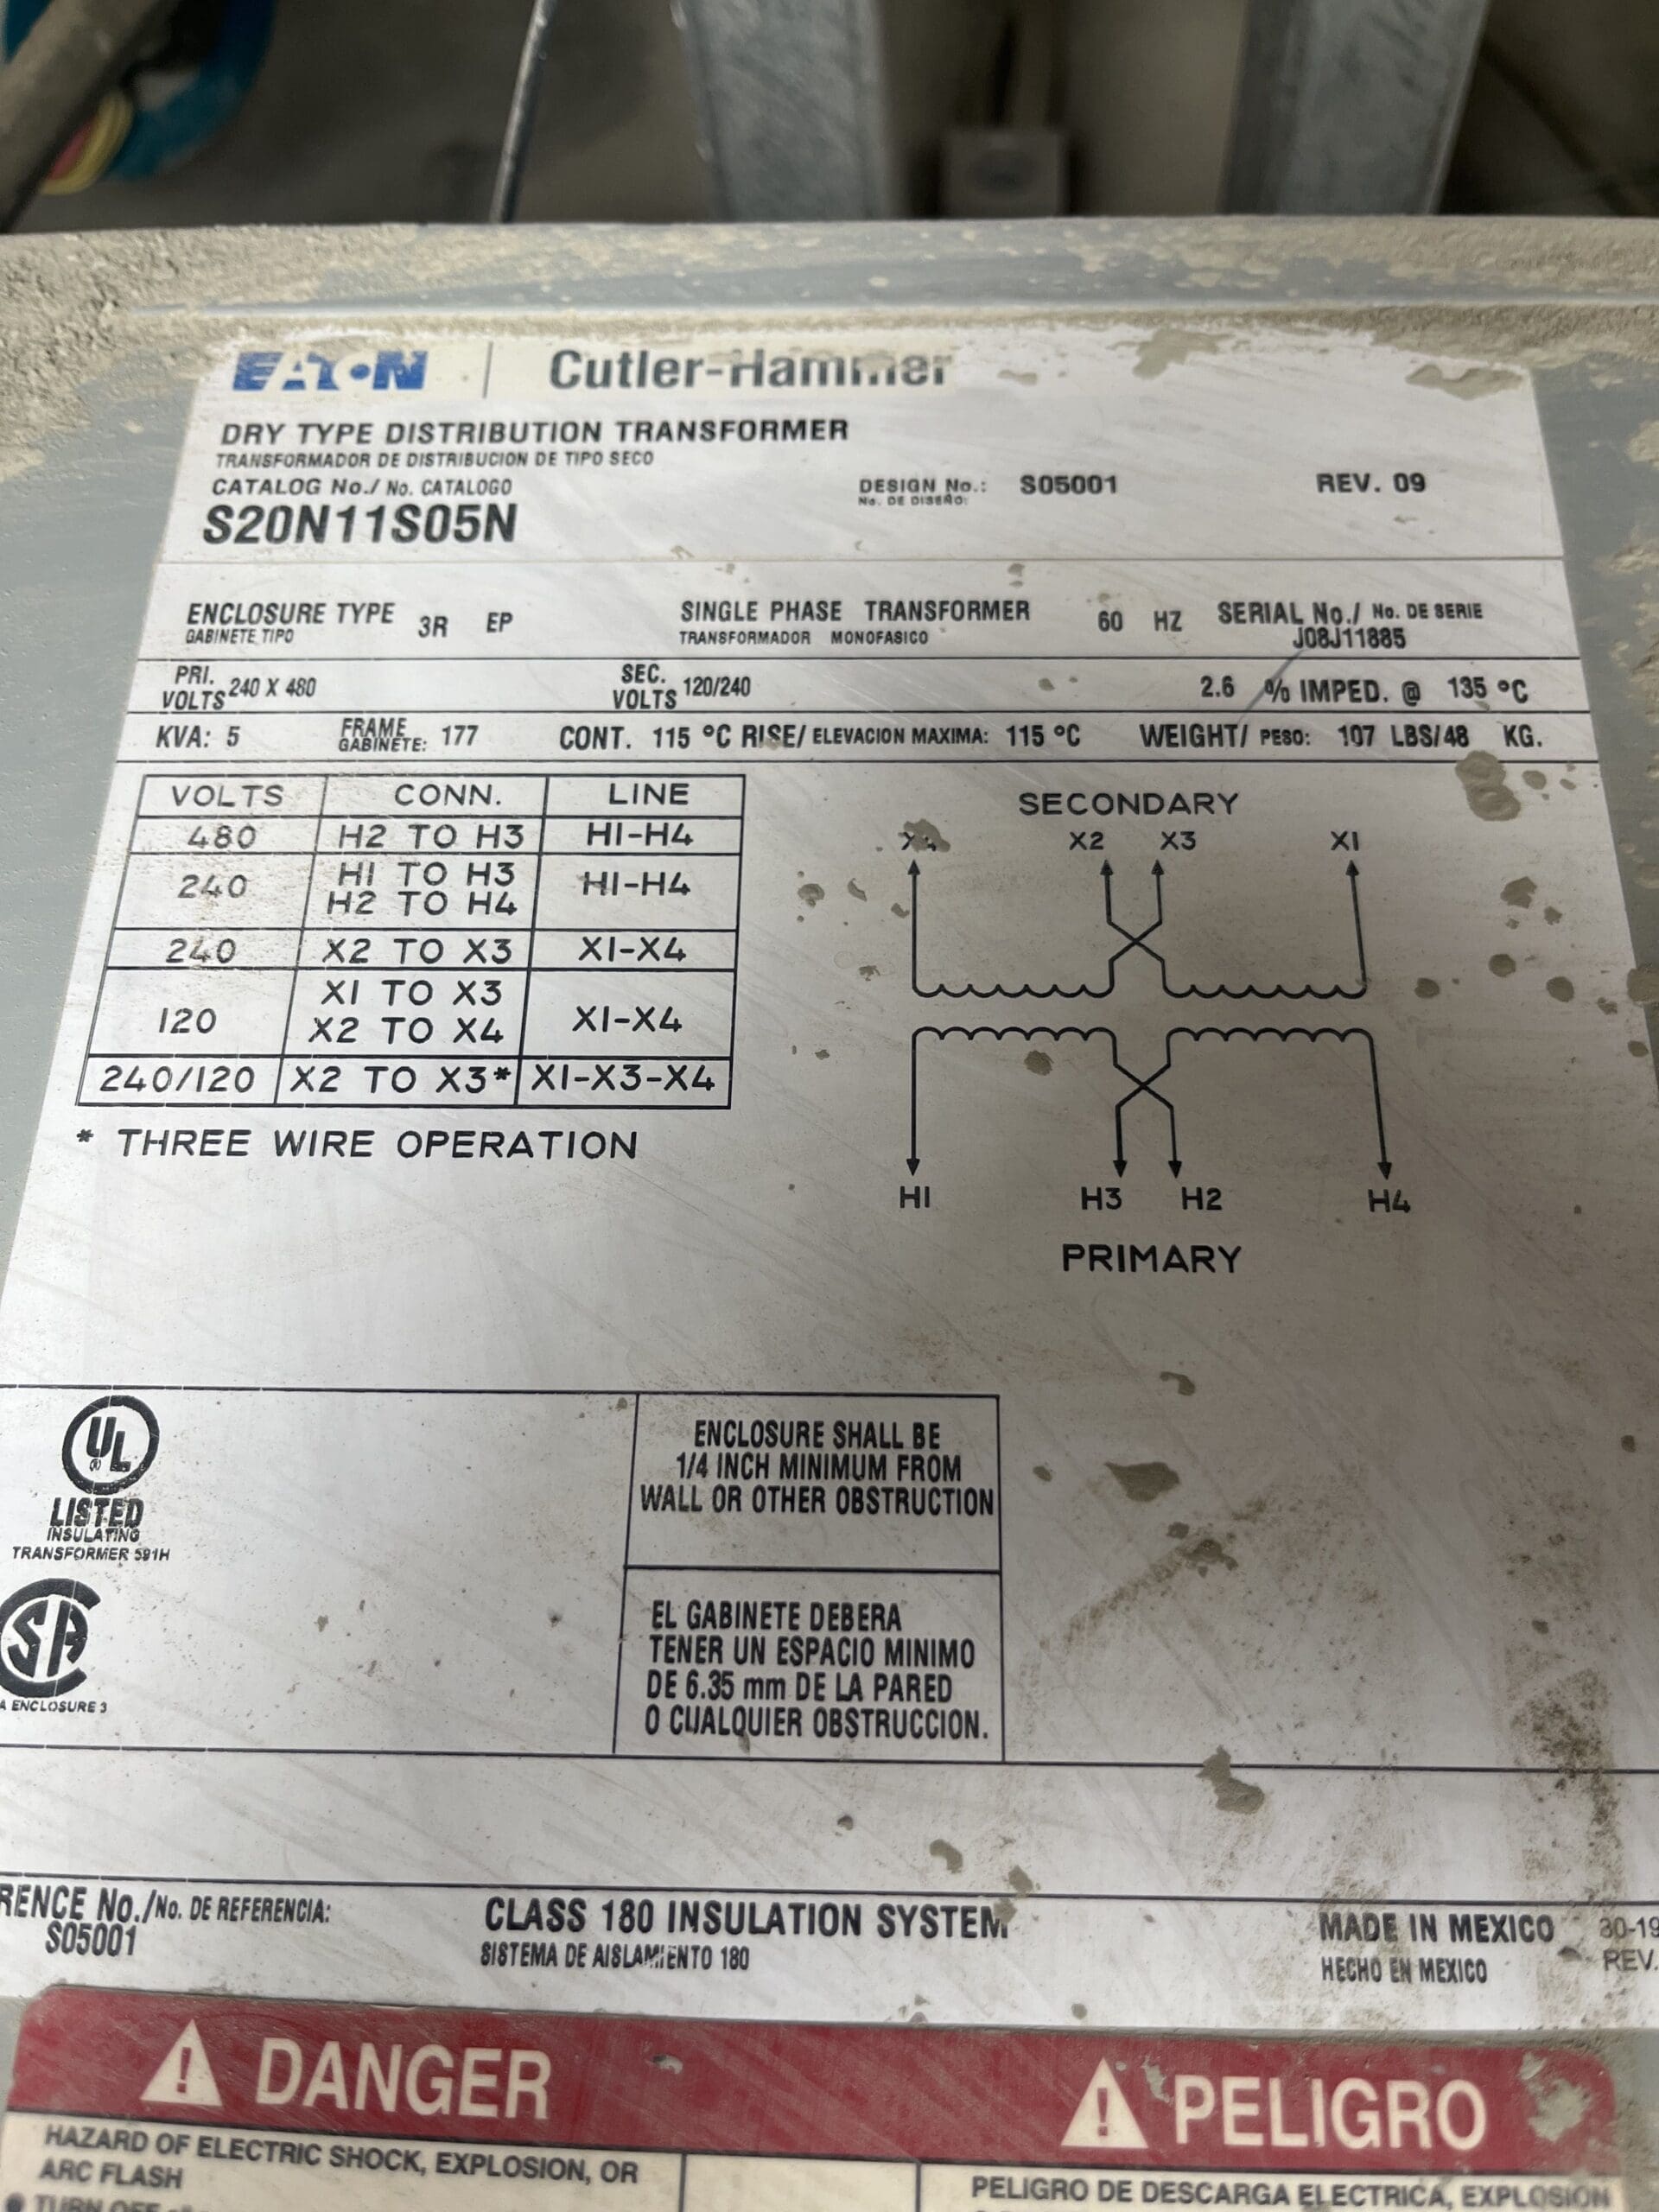 EATON | Cutler-Hammer
DRY TYPE DISTRIBUTION TRANSFORMER
TRANSFORMADOR DE DISTRIBUCION DE TIPO SECO
CATALOG No./ No. CATALOGO
S20N11S05N
DESIGN No.: S05001
No. DE DISEÑO:
REV. 09
ENCLOSURE TYPE 3R EP
GABINETE TIPO
SINGLE PHASE TRANSFORMER 60 HZ
TRANSFORMADOR MONOFASICO
SERIAL No./ No. DE SERIE
J08J11885
PRI. VOLTS 240 X 480
SEC. VOLTS 120/240
2.6 % IMPED. @ 135 °C
KVA: 5
FRAME GABINETE: 177
CONT. 115 °C RISE/ ELEVACION MAXIMA: 115 °C
WEIGHT/ PESO: 107 LBS/48 KG.
VOLTS CONN. LINE
480 H2 TO H3 H1-H4
240 H1 TO H3 H1-H4
H2 TO H4
240 X2 TO X3 X1-X4
120 X1 TO X3 X1-X4
X2 TO X4
240/120 X2 TO X3* X1-X3-X4
* THREE WIRE OPERATION
SECONDARY
X2 X3 X1
H1 H3 H2 H4
PRIMARY
UL
®
LISTED
INSULATING
TRANSFORMER 591H
SA
A ENCLOSURE 3
ENCLOSURE SHALL BE
1/4 INCH MINIMUM FROM
WALL OR OTHER OBSTRUCTION
EL GABINETE DEBERA
TENER UN ESPACIO MINIMO
DE 6.35 mm DE LA PARED
O CUALQUIER OBSTRUCCION.
RENCE No./No. DE REFERENCIA:
S05001
CLASS 180 INSULATION SYSTEM
SISTEMA DE AISLAMIENTO 180
MADE IN MEXICO
HECHO EN MEXICO
30-19
REV.
DANGER
HAZARD OF ELECTRIC SHOCK, EXPLOSION, OR
ARC FLASH
● TURN OFF
PELIGRO
PELIGRO DE DESCARGA ELECTRICA, EXPLOSION